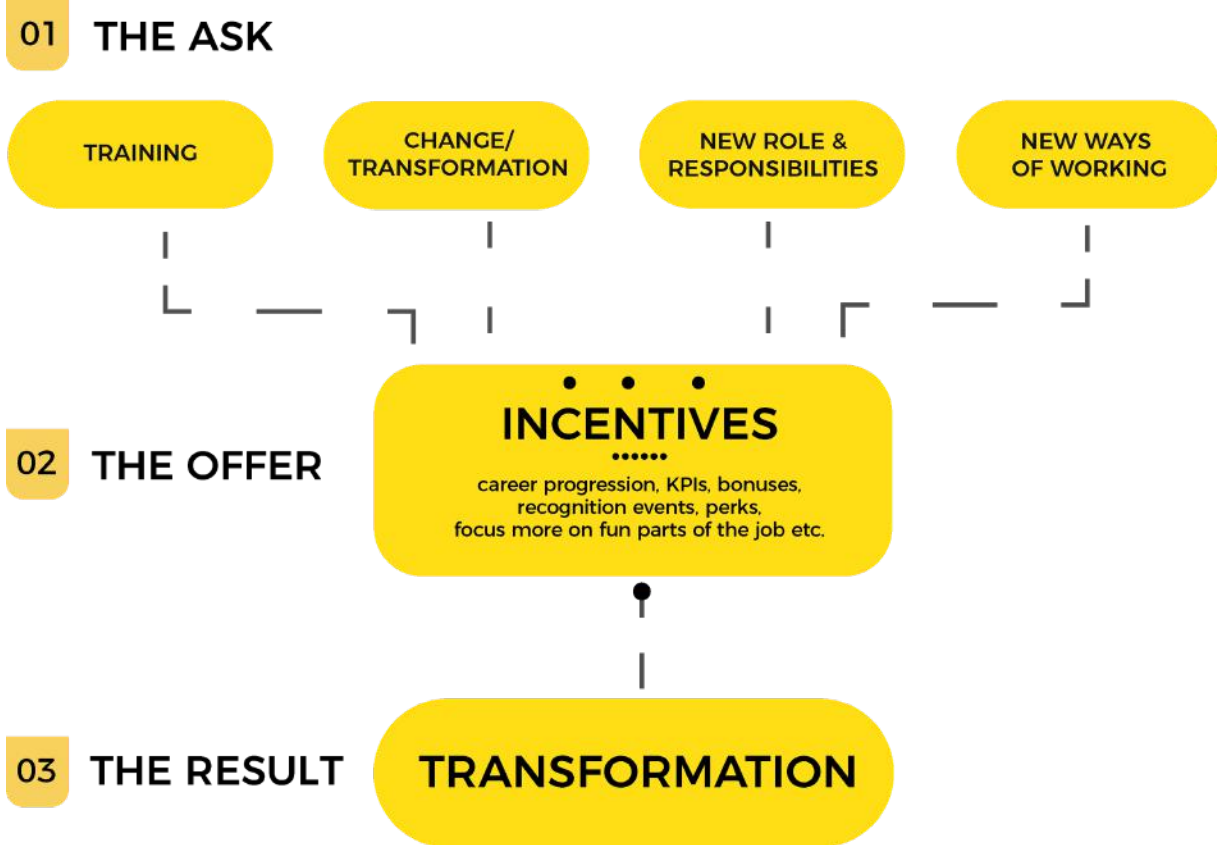 01 THE ASK
TRAINING
CHANGE/
TRANSFORMATION
NEW ROLE &
RESPONSIBILITIES
NEW WAYS
OF WORKING
02 THE OFFER
INCENTIVES
career progression, KPIs, bonuses,
recognition events, perks,
focus more on fun parts of the job etc.
03 THE RESULT
TRANSFORMATION